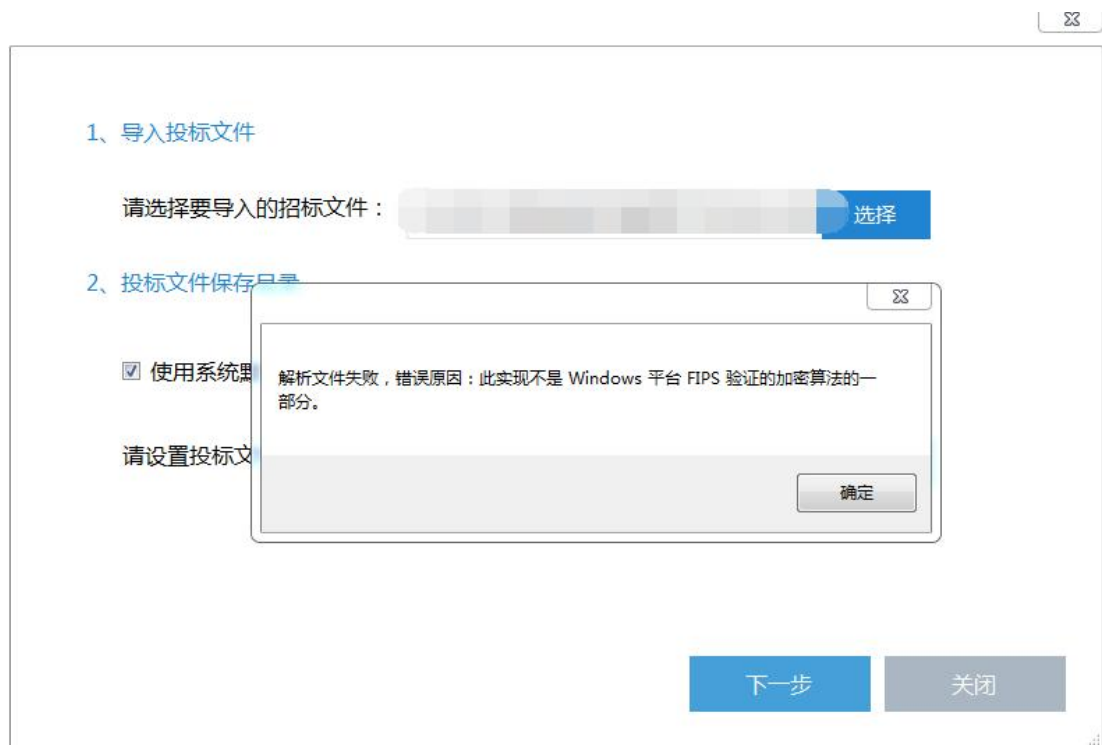 1、导入投标文件
请选择要导入的招标文件：
选择
2、投标文件保存目录
使用系统默
解析文件失败，错误原因：此实现不是 Windows 平台 FIPS 验证的加密算法的一
部分。
请设置投标文
确定
下一步
关闭